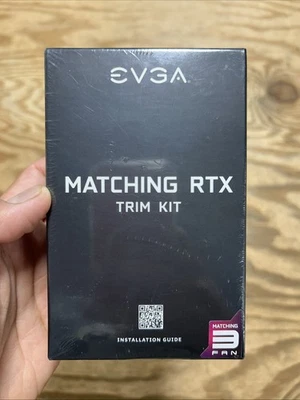 EVGA
MATCHING RTX
TRIM KIT
INSTALLATION GUIDE
MATCHING
3
FAN